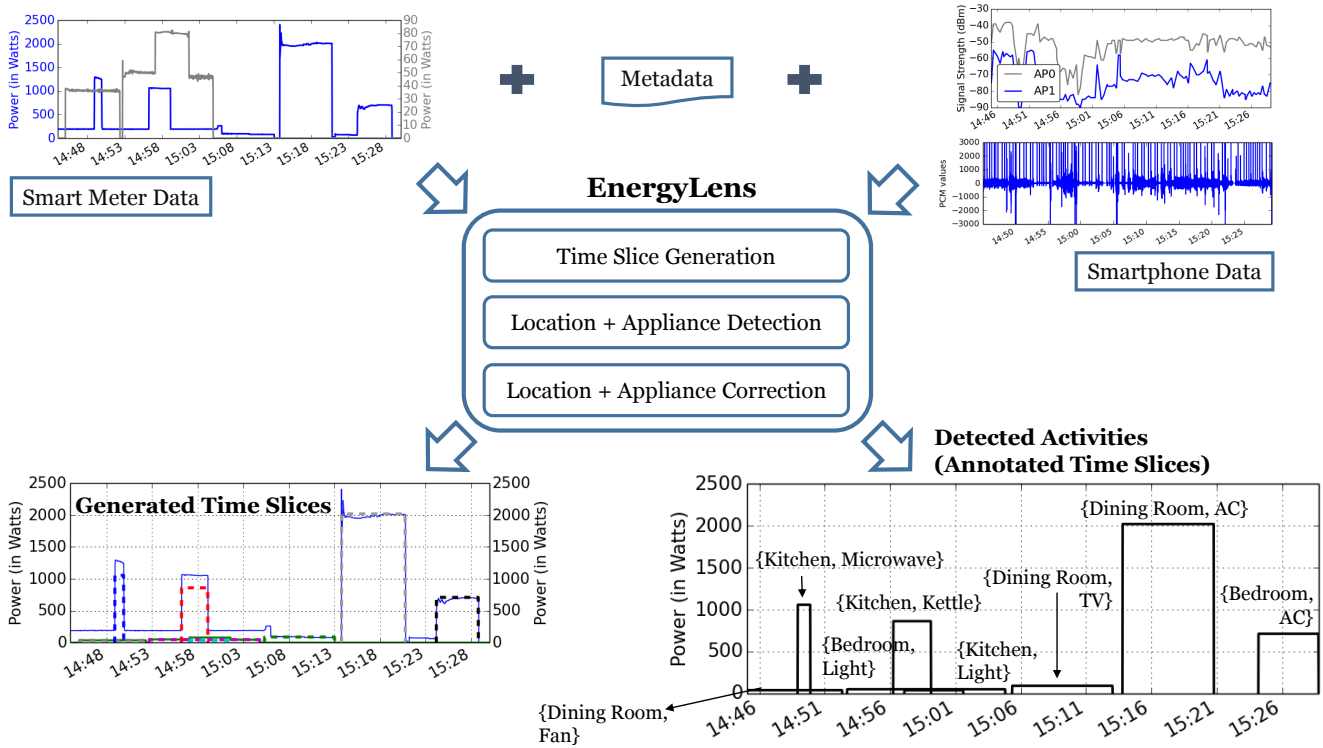 2500
2000
1500
1000
500
0
Power (in Watts)
90
80
70
60
50
40
30
20
10
0
Power (in Watts)
14:48
14:53
14:58
15:03
15:08
15:13
15:18
15:23
15:28
Smart Meter Data
Metadata
−30
−40
−50
−60
−70
−80
−90
Signal Strength (dBm)
AP0
AP1
14:46
14:51
14:56
15:01
15:06
15:11
15:16
15:21
15:26
3000
2000
1000
0
−1000
−2000
−3000
PCM values
14:50
14:55
15:00
15:05
15:10
15:15
15:20
15:25
Smartphone Data
EnergyLens
Time Slice Generation
Location + Appliance Detection
Location + Appliance Correction
Generated Time Slices
2500
2000
1500
1000
500
0
Power (in Watts)
2500
2000
1500
1000
500
0
Power (in Watts)
14:48
14:53
14:58
15:03
15:08
15:13
15:18
15:23
15:28
Detected Activities
(Annotated Time Slices)
2500
2000
1500
1000
500
0
Power (in Watts)
{Dining Room, AC}
{Kitchen, Microwave}
{Dining Room,
TV}
{Kitchen, Kettle}
{Bedroom,
AC}
{Bedroom,
Light}
{Kitchen,
Light}
{Dining Room,
Fan}
14:46
14:51
14:56
15:01
15:06
15:11
15:16
15:21
15:26